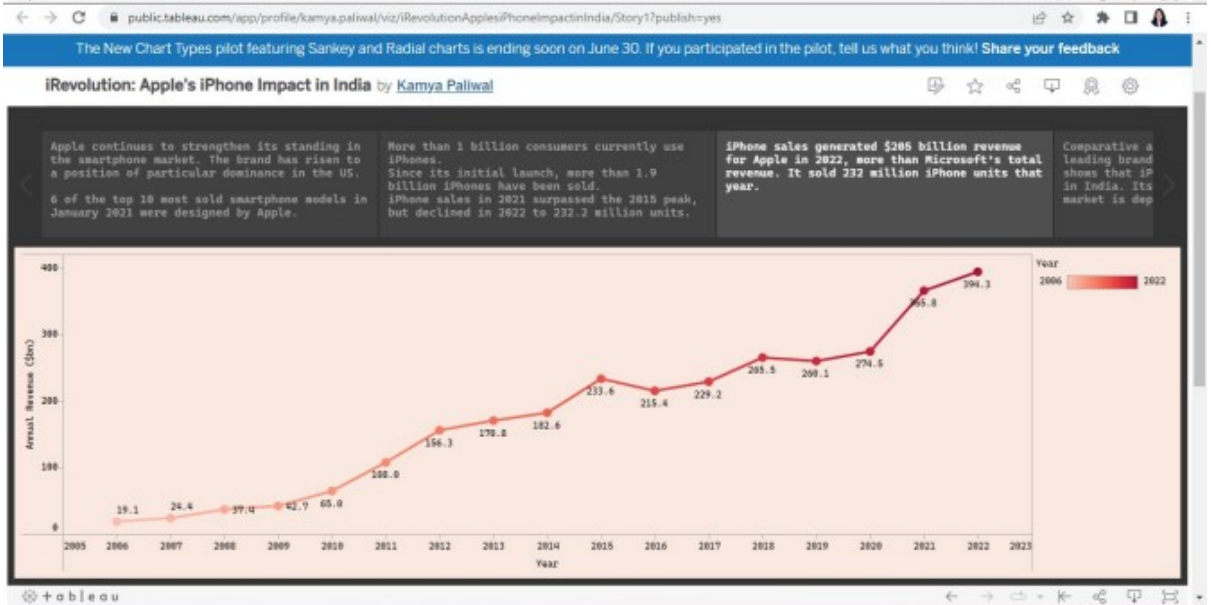 public.tableau.com/app/profile/kamya.paliwal/viz/iRevolutionApplesiPhoneImpactinIndia/Story1?publish=yes
The New Chart Types pilot featuring Sankey and Radial charts is ending soon on June 30. If you participated in the pilot, tell us what you think! Share your feedback
iRevolution: Apple's iPhone Impact in India by Kamya Paliwal
Apple continues to strengthen its standing in
the smartphone market. The brand has risen to
a position of particular dominance in the US.
6 of the top 10 most sold smartphone models in
January 2021 were designed by Apple.
More than 1 billion consumers currently use
iPhones.
Since its initial launch, more than 1.9
billion iPhones have been sold.
iPhone sales in 2021 surpassed the 2015 peak,
but declined in 2022 to 232.2 million units.
iPhone sales generated $205 billion revenue
for Apple in 2022, more than Microsoft's total
revenue. It sold 232 million iPhone units that
year.
Comparative a
leading brand
shows that iP
in India. Its
market is dep
Annual Revenue ($bn)
400
300
200
100
0
19.1
24.4
37.4
42.7
65.0
108.0
156.3
170.8
182.6
233.6
215.4
229.2
265.5
260.1
274.5
365.8
394.3
2005 2006 2007 2008 2009 2010 2011 2012 2013 2014 2015 2016 2017 2018 2019 2020 2021 2022 2023
Year
Year
2006 2022
+ableau